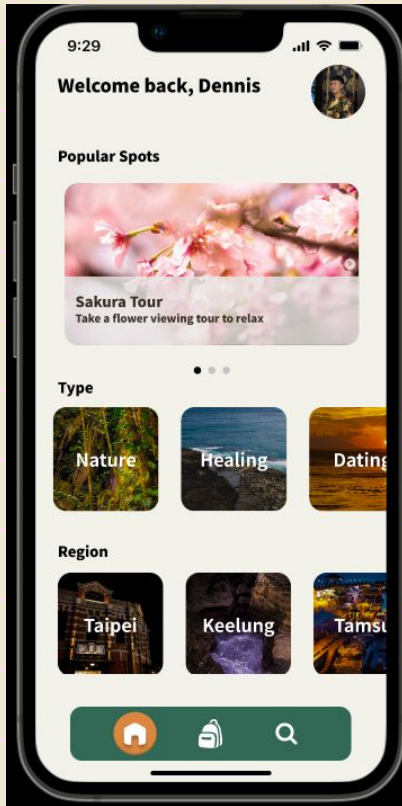 9:29
Welcome back, Dennis
Popular Spots
Sakura Tour
Take a flower viewing tour to relax
Type
Nature
Healing
Dating
Region
Taipei
Keelung
Tamsu